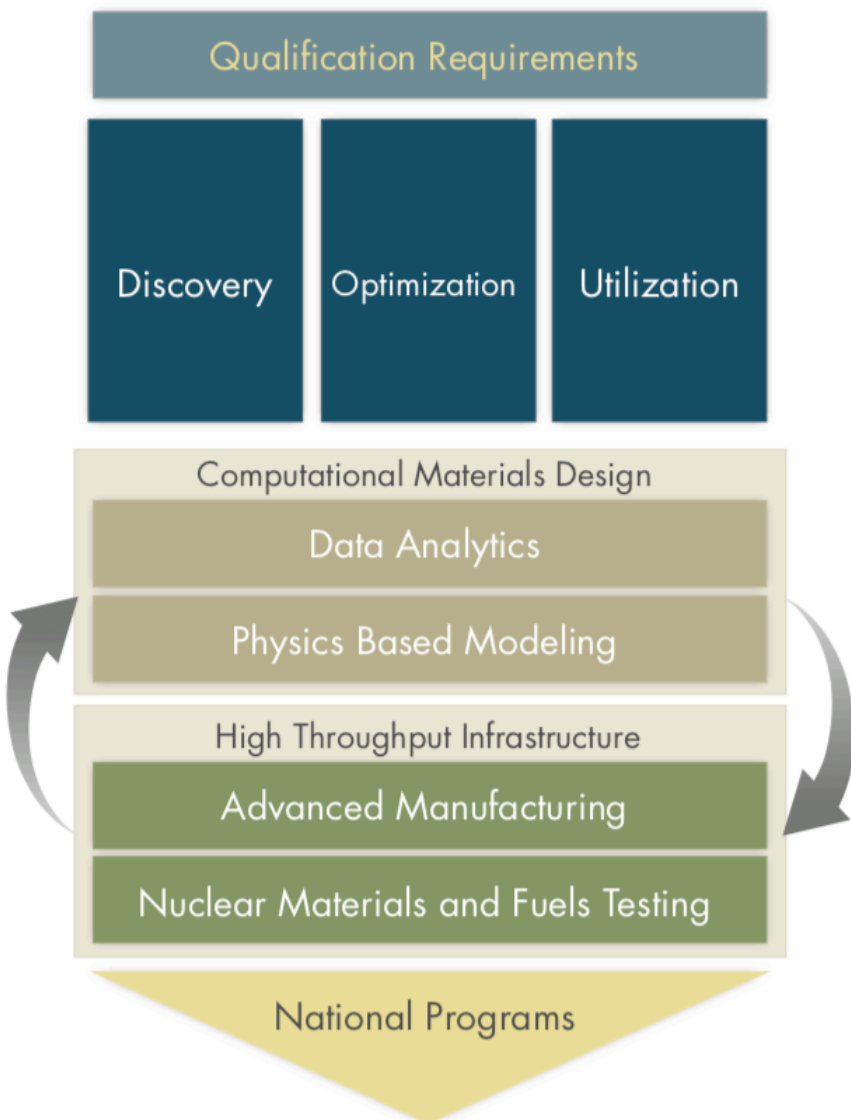 Qualification Requirements
Discovery
Optimization
Utilization
Computational Materials Design
Data Analytics
Physics Based Modeling
High Throughput Infrastructure
Advanced Manufacturing
Nuclear Materials and Fuels Testing
National Programs